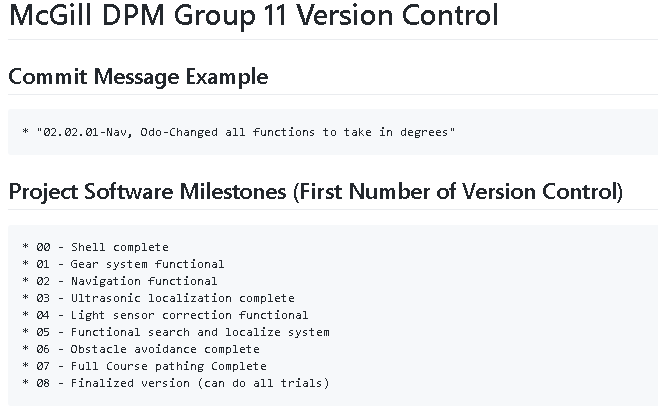 McGill DPM Group 11 Version Control
Commit Message Example
* "02.02.01-Nav, Odo-Changed all functions to take in degrees"
Project Software Milestones (First Number of Version Control)
* 00 - Shell complete
* 01 - Gear system functional
* 02 - Navigation functional
* 03 - Ultrasonic localization complete
* 04 - Light sensor correction functional
* 05 - Functional search and localize system
* 06 - Obstacle avoidance complete
* 07 - Full Course pathing Complete
* 08 - Finalized version (can do all trials)